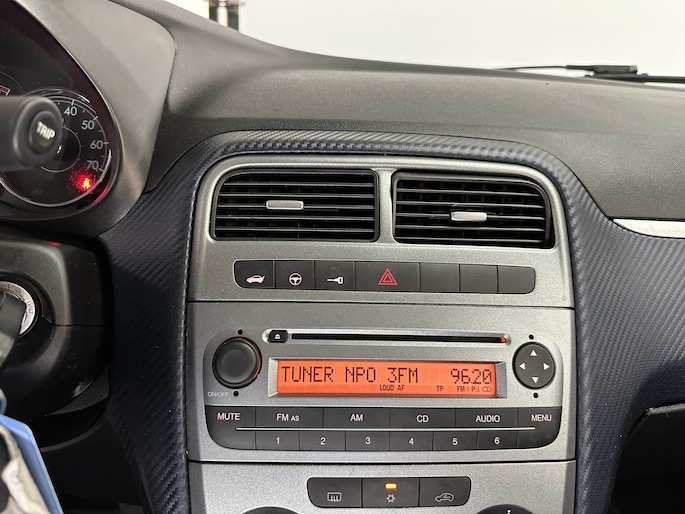 TRIP
40
50
60
70
TUNER NPO 3FM 96.20
LOUD AF TP FM I P3
ON/OFF
MUTE FM AS AM CD AUDIO MENU
1 2 3 4 5 6